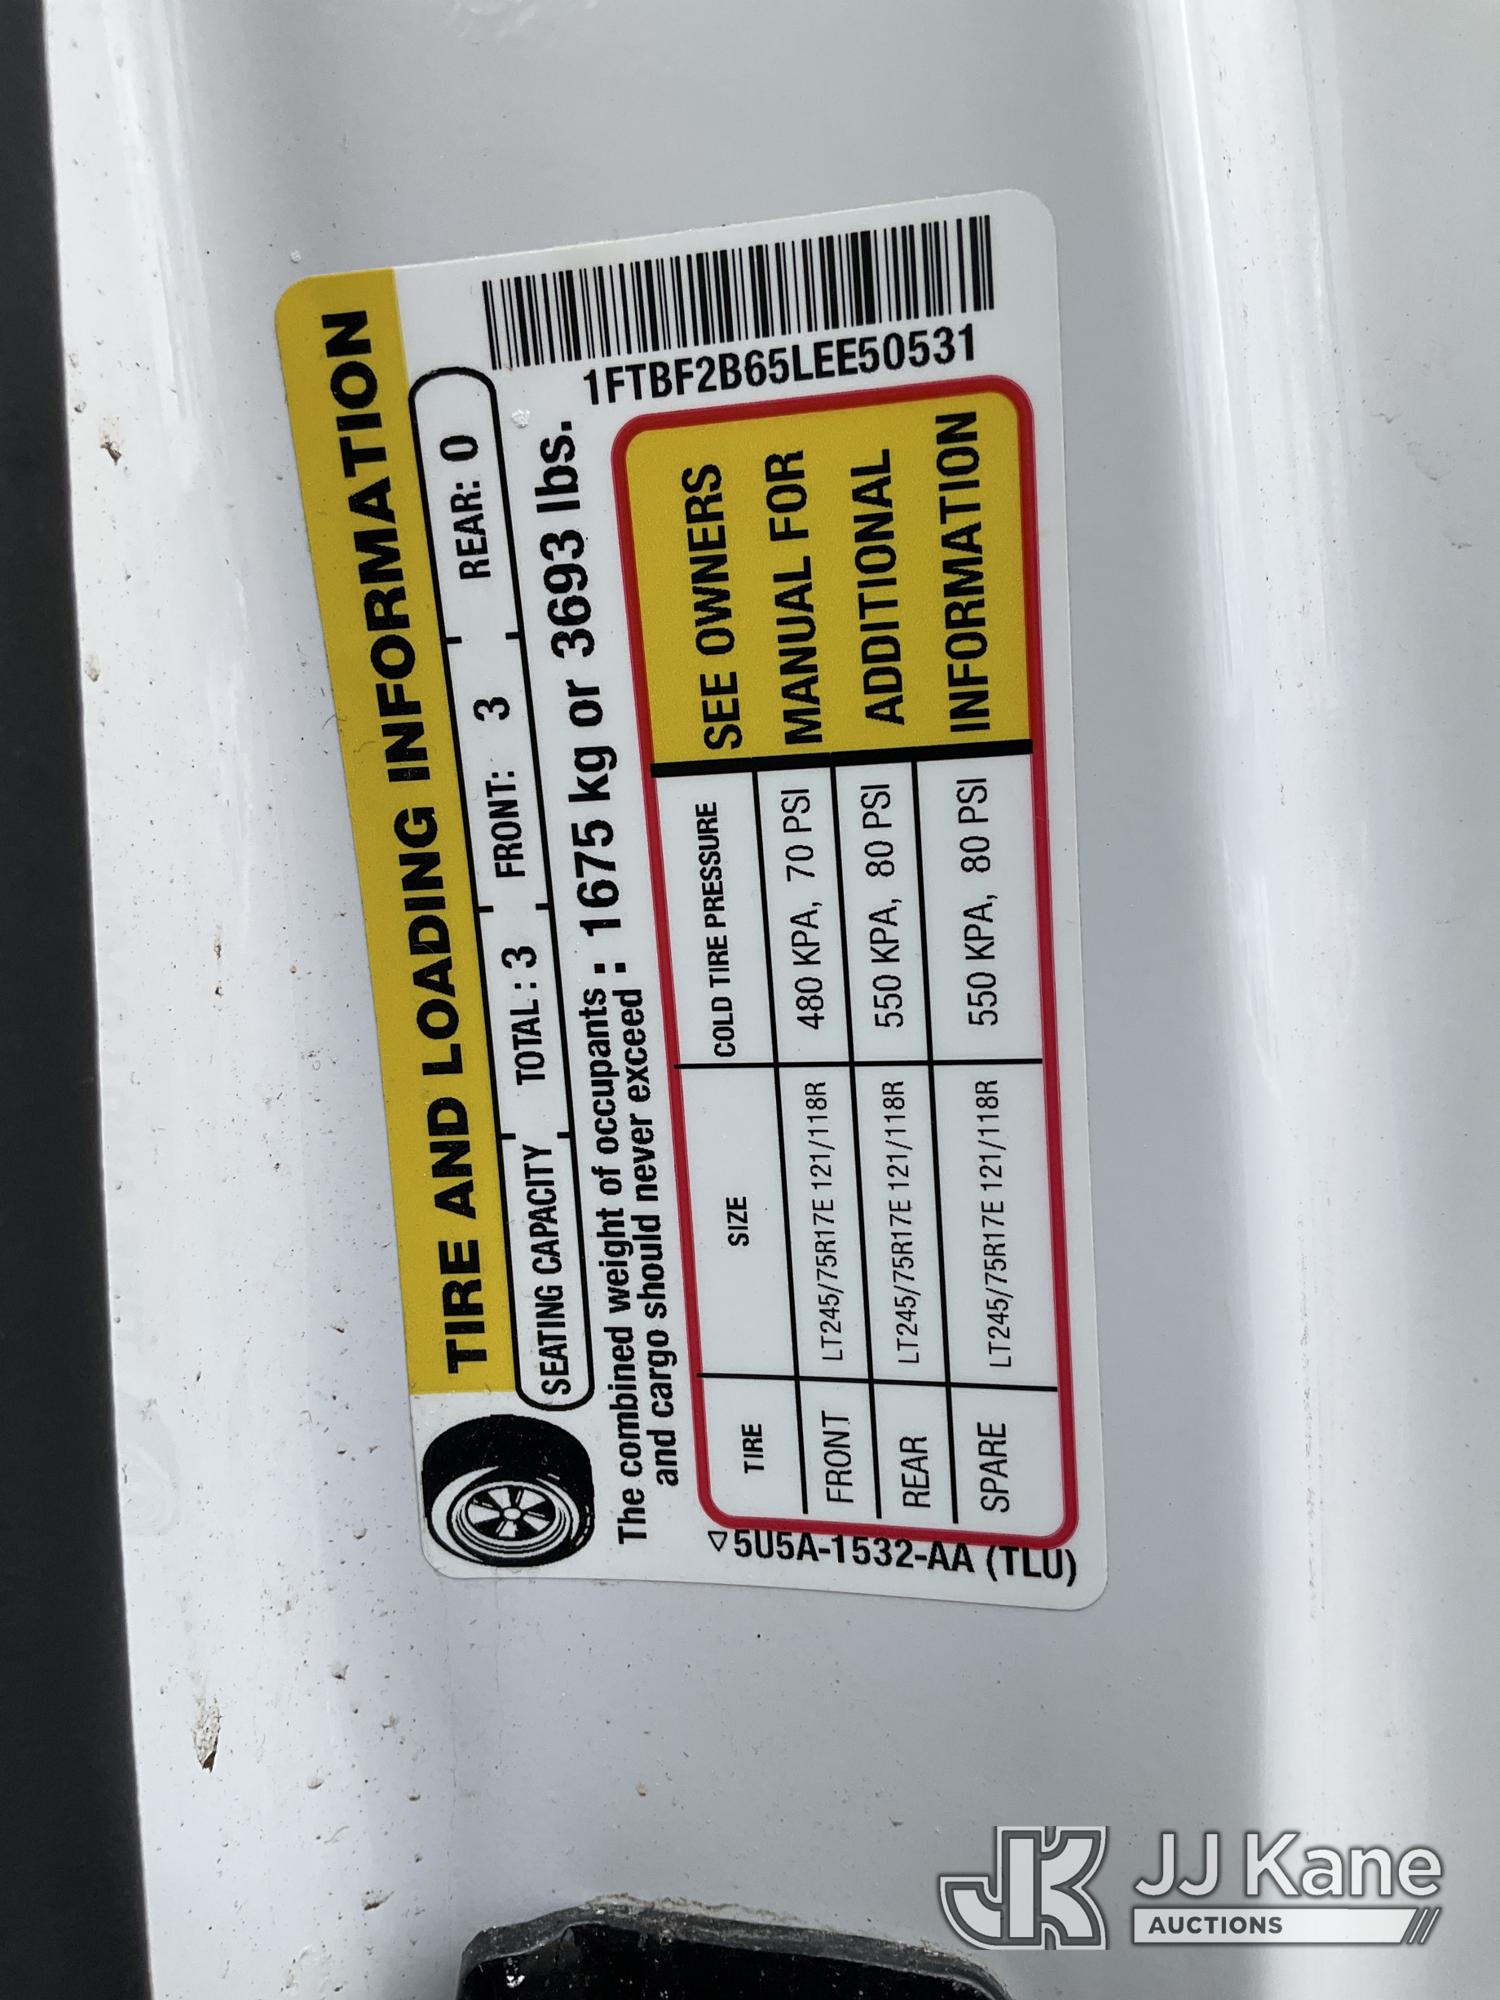 TIRE AND LOADING INFORMATION
SEATING CAPACITY TOTAL : 3 FRONT: 3 REAR: 0
The combined weight of occupants : 1675 kg or 3693 lbs.
and cargo should never exceed :
1FTBF2B65LEE50531
TIRE SIZE COLD TIRE PRESSURE
FRONT LT245/75R17E 121/118R 480 KPA, 70 PSI
REAR LT245/75R17E 121/118R 550 KPA, 80 PSI
SPARE LT245/75R17E 121/118R 550 KPA, 80 PSI
SEE OWNERS
MANUAL FOR
ADDITIONAL
INFORMATION
5U5A-1532-AA (TLU)
JK JJ Kane
AUCTIONS